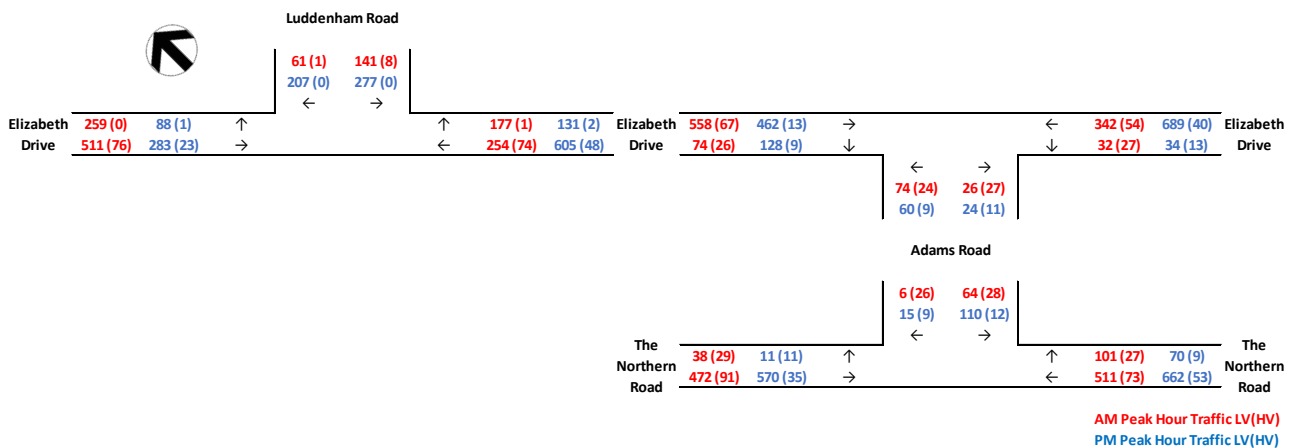 Luddenham Road
61 (1) 141 (8)
207 (0) 277 (0)
← →
Elizabeth 259 (0) 88 (1) ↑ ↑ 177 (1) 131 (2) Elizabeth 558 (67) 462 (13) → ← 342 (54) 689 (40) Elizabeth
Drive 511 (76) 283 (23) → ← 254 (74) 605 (48) Drive 74 (26) 128 (9) ↓ ↓ 32 (27) 34 (13) Drive
← →
74 (24) 26 (27)
60 (9) 24 (11)
Adams Road
6 (26) 64 (28)
15 (9) 110 (12)
← →
The The
38 (29) 11 (11) ↑ ↑ 101 (27) 70 (9)
Northern Northern
472 (91) 570 (35) → ← 511 (73) 662 (53)
Road Road
AM Peak Hour Traffic LV(HV)
PM Peak Hour Traffic LV(HV)